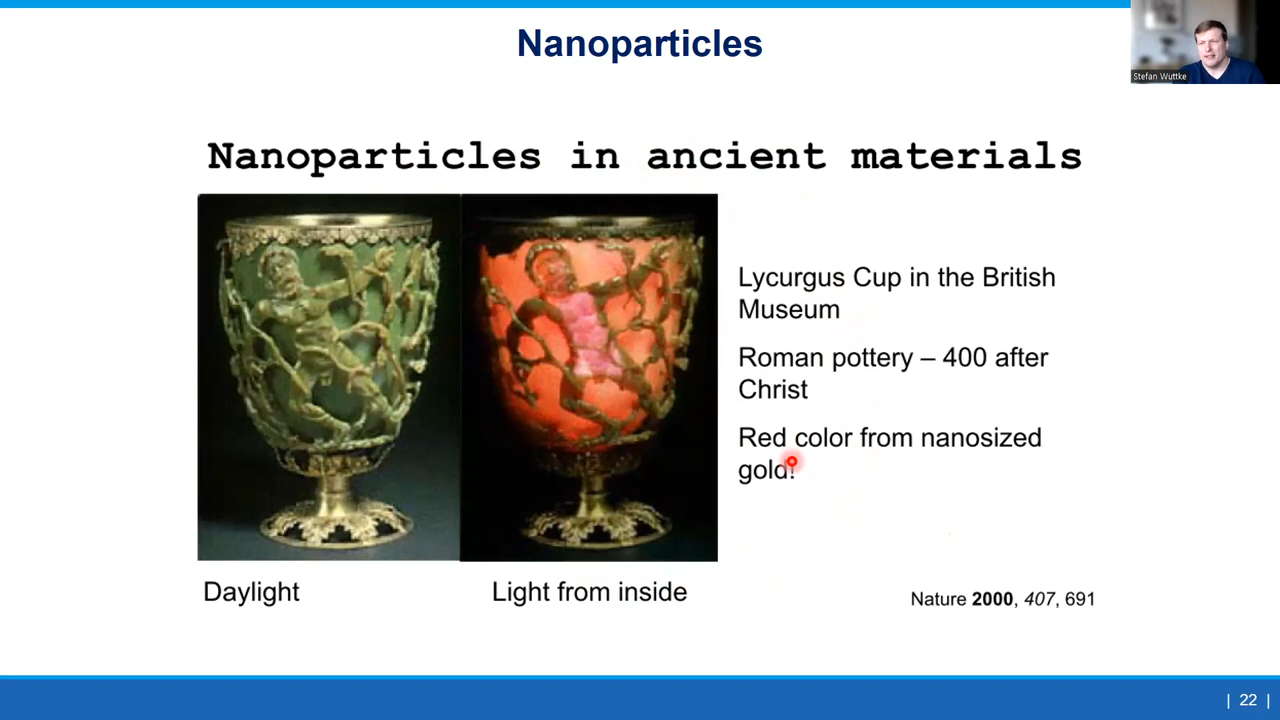 Nanoparticles
Stefan Wuttke
Nanoparticles in ancient materials
Lycurgus Cup in the British
Museum
Roman pottery – 400 after
Christ
Red color from nanosized
gold!
Daylight
Light from inside
Nature 2000, 407, 691
| 22 |